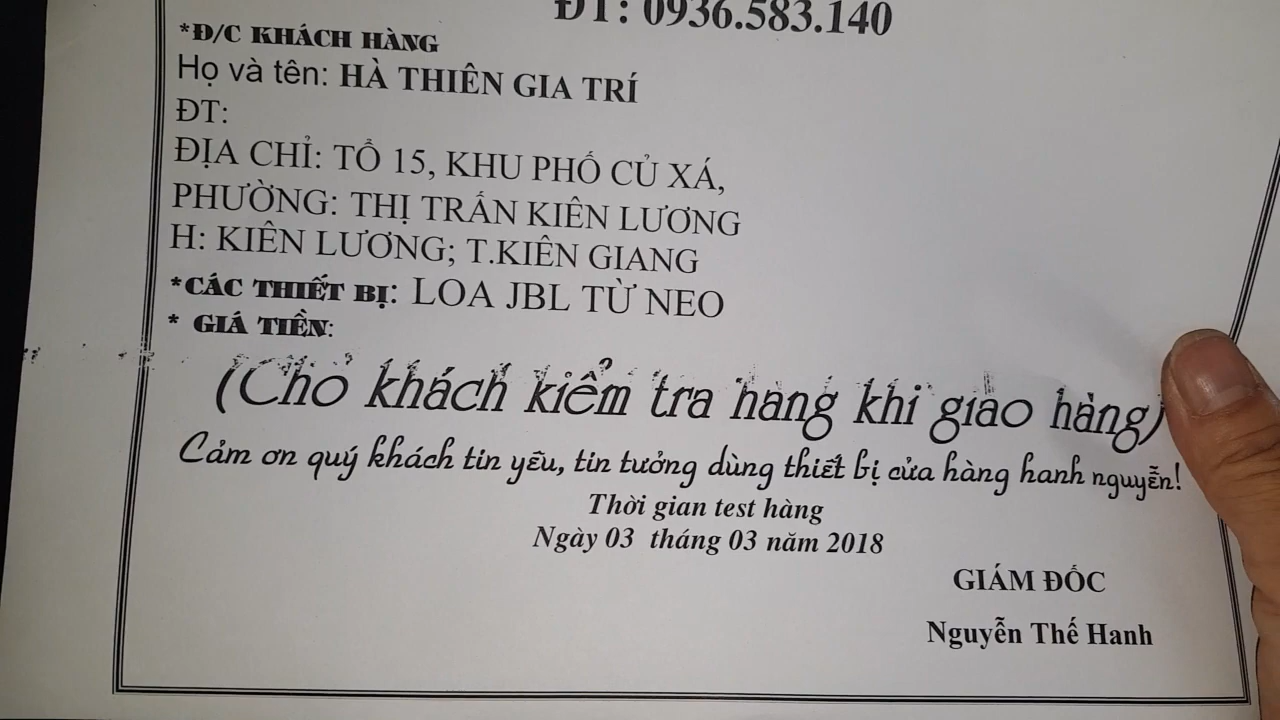 ĐT: 0936.583.140
*Đ/C KHÁCH HÀNG
Họ và tên: HÀ THIÊN GIA TRÍ
ĐT:
ĐỊA CHỈ: TỔ 15, KHU PHỐ CỦ XÁ,
PHƯỜNG: THỊ TRẤN KIÊN LƯƠNG
H: KIÊN LƯƠNG; T.KIÊN GIANG
*CÁC THIẾT BỊ: LOA JBL TỪ NEO
* GIÁ TIỀN:
(Cho khách kiểm tra hàng khi giao hàng)
Cảm ơn quý khách tin yêu, tin tưởng dùng thiết bị cửa hàng hanh nguyễn!
Thời gian test hàng
Ngày 03 tháng 03 năm 2018
GIÁM ĐỐC
Nguyễn Thế Hanh